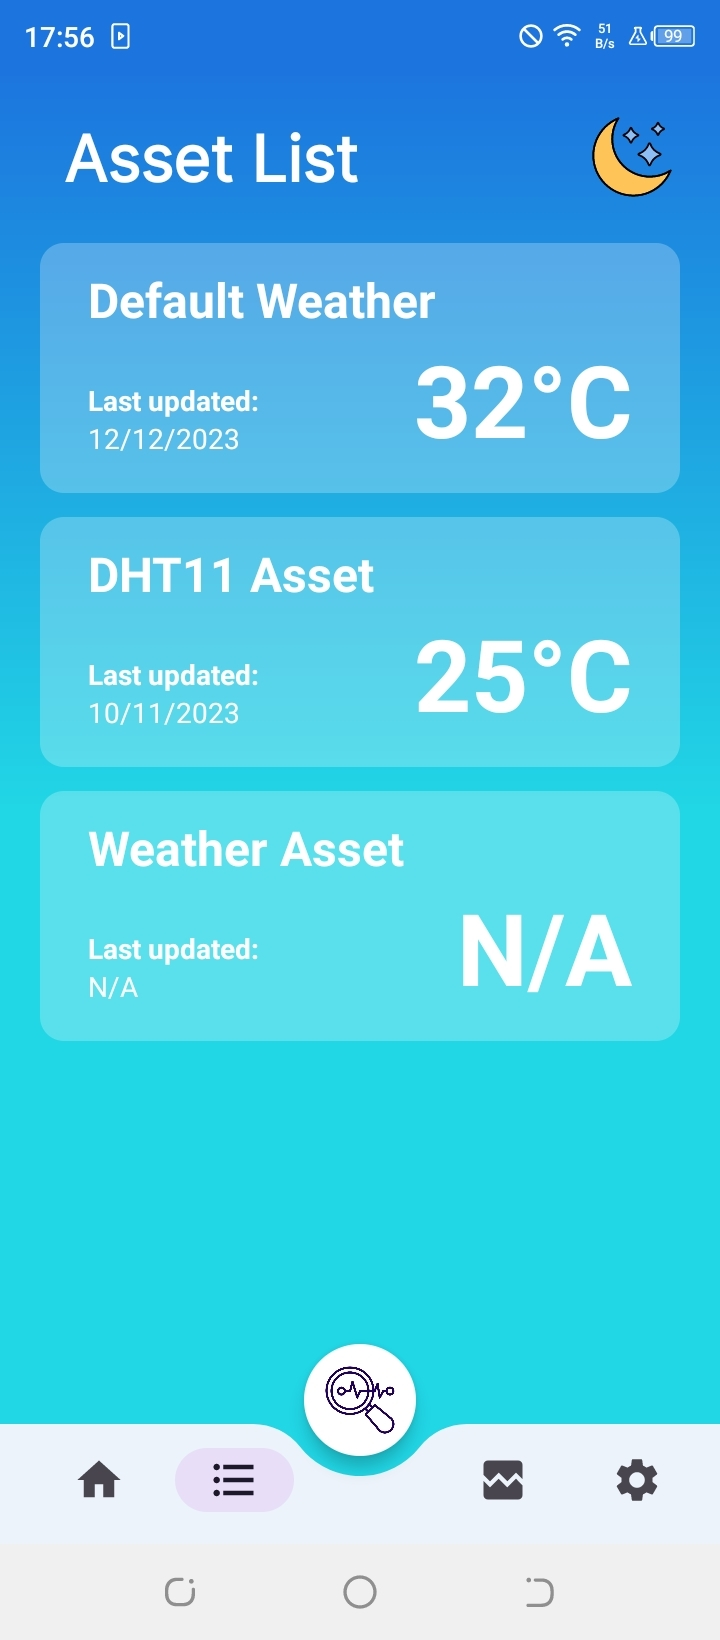 17:56
51
B/s
99
Asset List
Default Weather
Last updated:
12/12/2023
32°C
DHT11 Asset
Last updated:
10/11/2023
25°C
Weather Asset
Last updated:
N/A
N/A